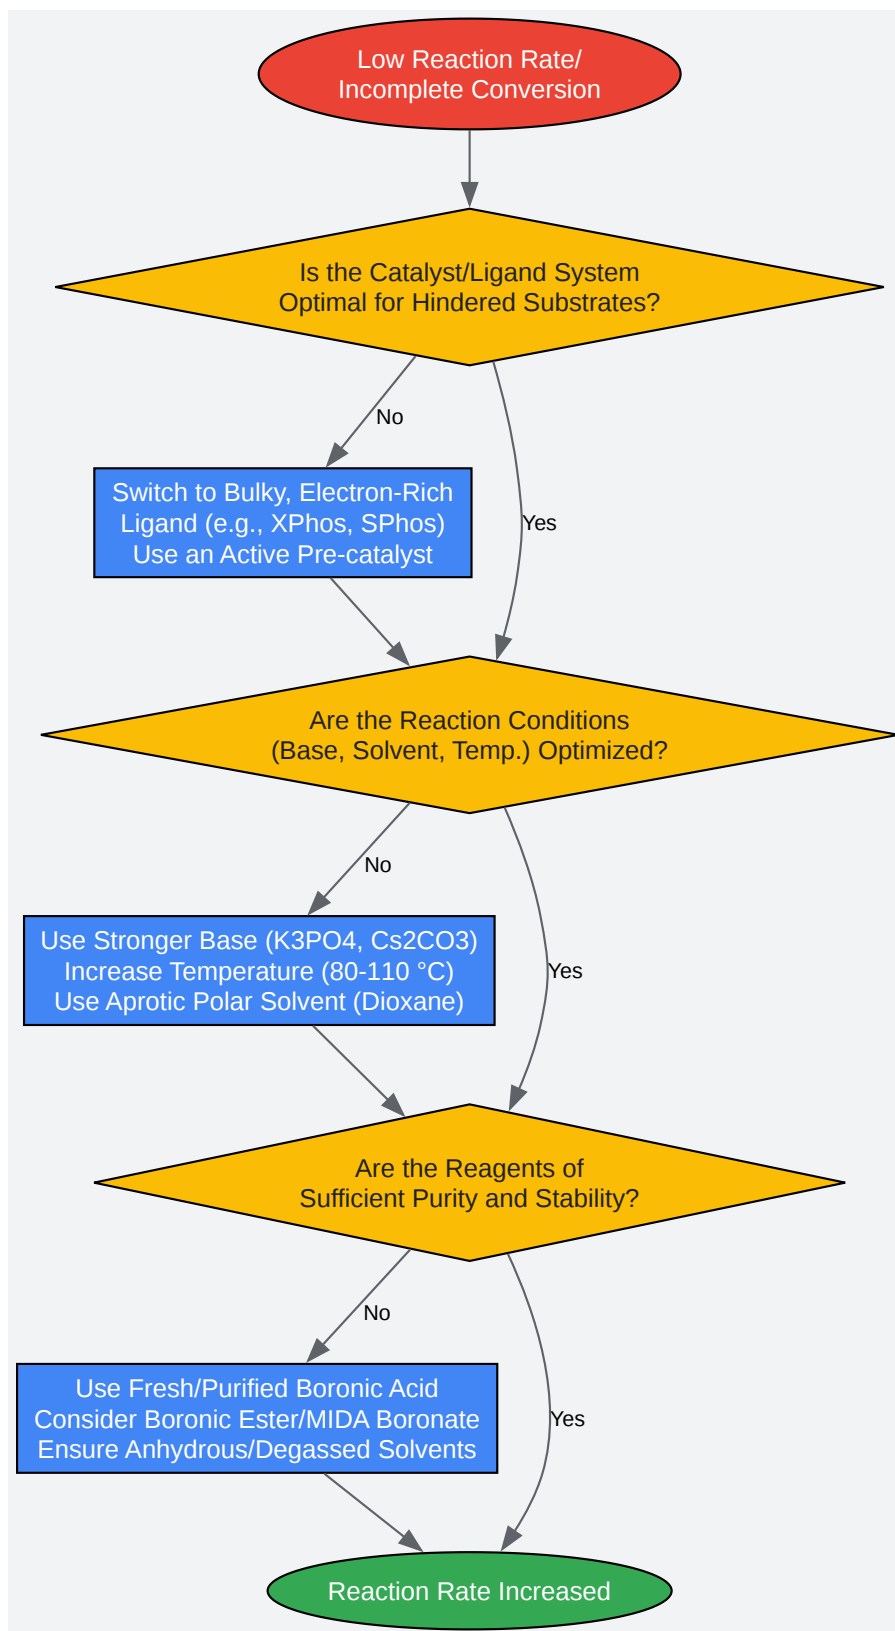 Low Reaction Rate/
Incomplete Conversion
Is the Catalyst/Ligand System
Optimal for Hindered Substrates?
No
Switch to Bulky, Electron-Rich
Ligand (e.g., XPhos, SPhos)
Use an Active Pre-catalyst
Yes
Are the Reaction Conditions
(Base, Solvent, Temp.) Optimized?
No
Use Stronger Base (K3PO4, Cs2CO3)
Increase Temperature (80-110 °C)
Use Aprotic Polar Solvent (Dioxane)
Yes
Are the Reagents of
Sufficient Purity and Stability?
No
Use Fresh/Purified Boronic Acid
Consider Boronic Ester/MIDA Boronate
Ensure Anhydrous/Degassed Solvents
Yes
Reaction Rate Increased